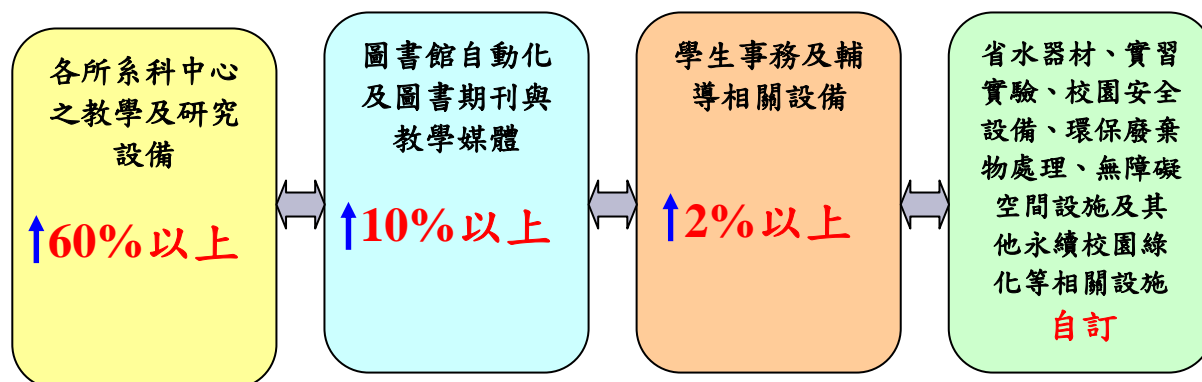 各所系科中心
之教學及研究
設備
60%以上
圖書館自動化
及圖書期刊與
教學媒體
10%以上
學生事務及輔
導相關設備
2%以上
省水器材、實習
實驗、校園安全
設備、環保廢棄
物處理、無障礙
空間設施及其
他永續校園綠
化等相關設施
自訂